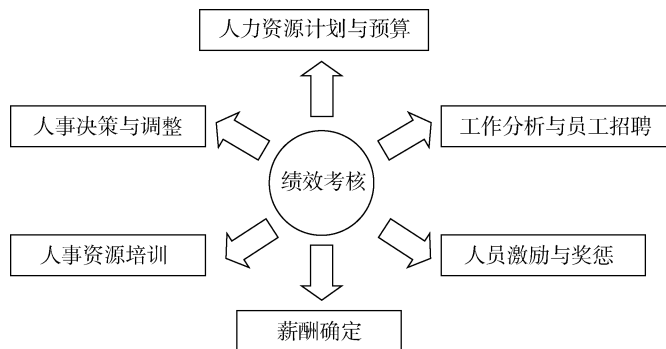 人力资源计划与预算
人事决策与调整
工作分析与员工招聘
绩效考核
人事资源培训
人员激励与奖惩
薪酬确定